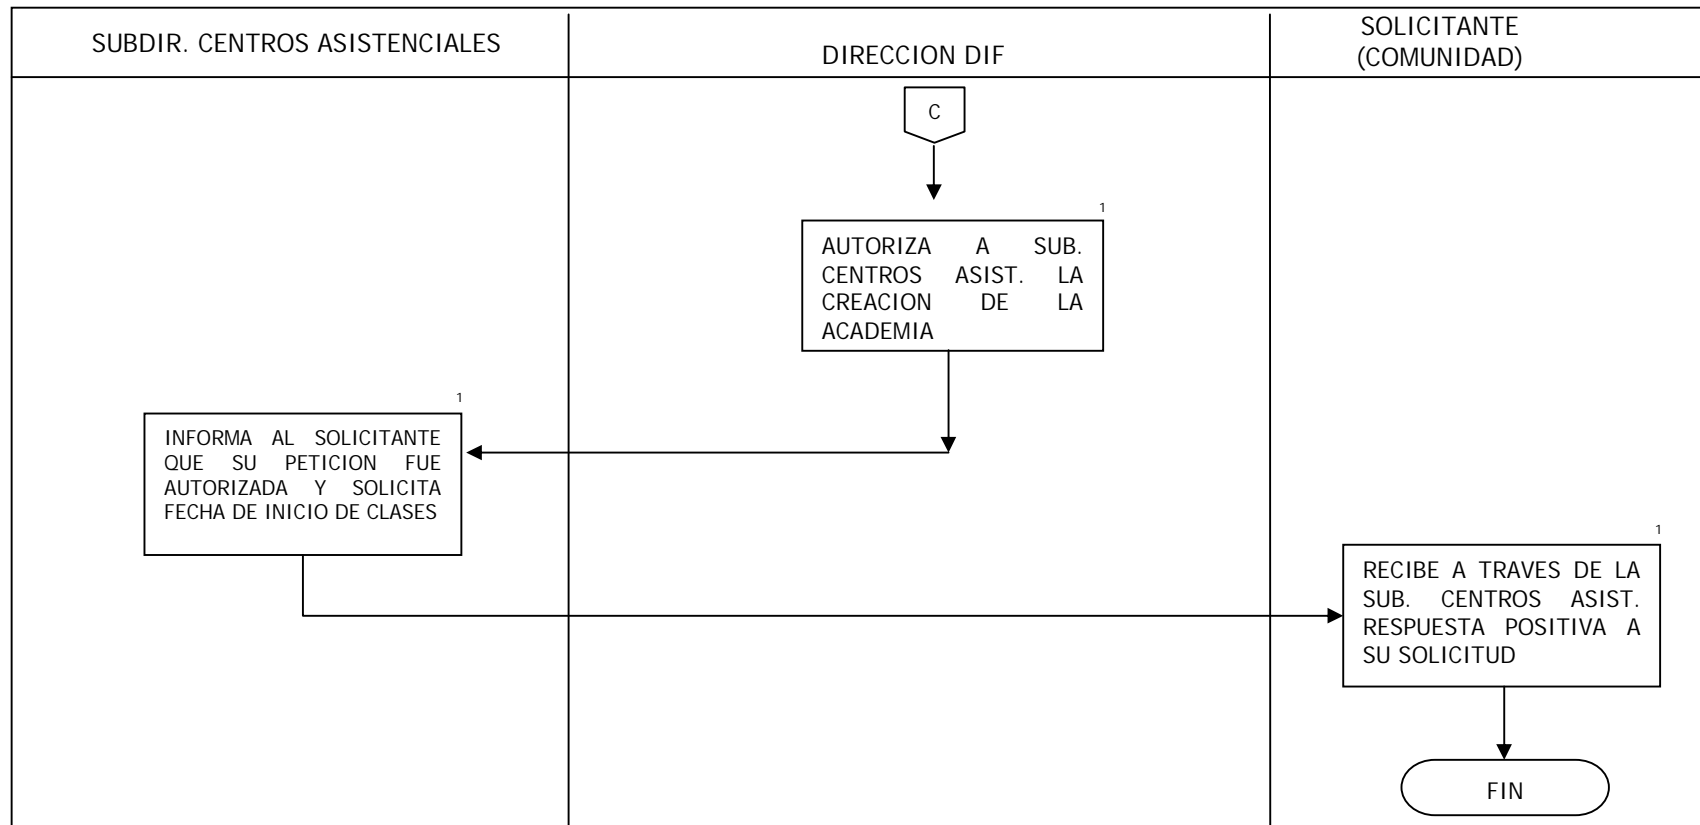 SUBDIR. CENTROS ASISTENCIALES
DIRECCION DIF
SOLICITANTE
(COMUNIDAD)
C
1
AUTORIZA A SUB.
CENTROS ASIST. LA
CREACION DE LA
ACADEMIA
1
INFORMA AL SOLICITANTE
QUE SU PETICION FUE
AUTORIZADA Y SOLICITA
FECHA DE INICIO DE CLASES
1
RECIBE A TRAVES DE LA
SUB. CENTROS ASIST.
RESPUESTA POSITIVA A
SU SOLICITUD
FIN